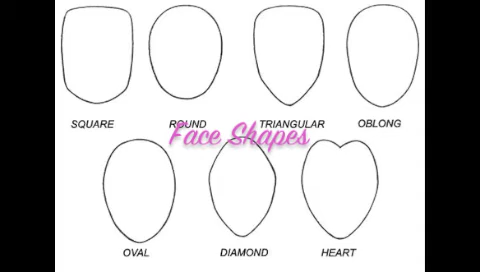 SQUARE ROUND TRIANGULAR OBLONG
Face Shapes
OVAL DIAMOND HEART